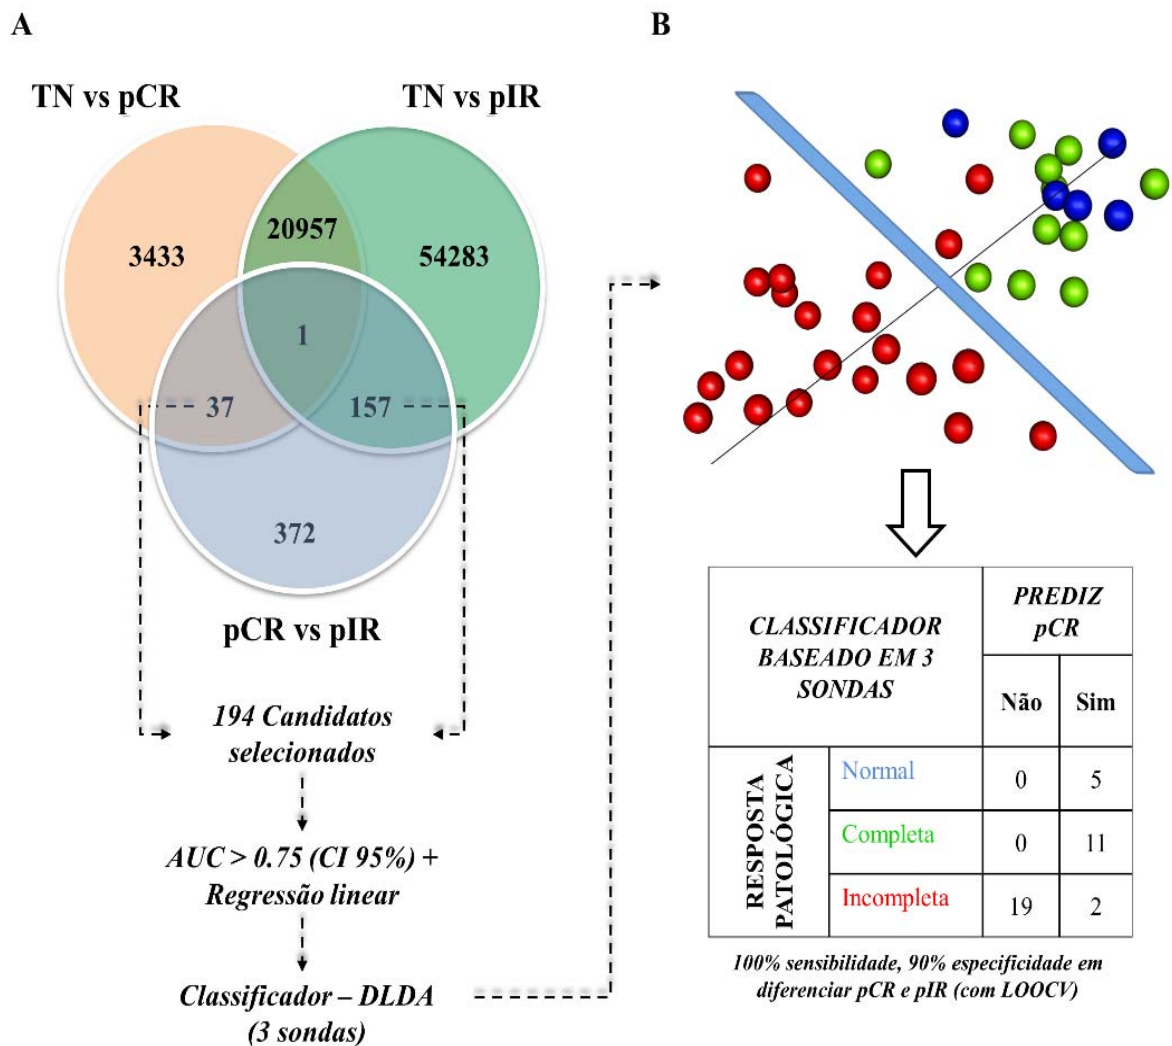 A
TN vs pCR
TN vs pIR
3433
20957
54283
1
37
157
372
pCR vs pIR
194 Candidatos
selecionados
AUC > 0.75 (CI 95%) +
Regressão linear
Classificador – DLDA
(3 sondas)
B
CLASSIFICADOR
BASEADO EM 3
SONDAS
PREDIZ
pCR
Não
Sim
RESPOSTA
PATOLÓGICA
Normal
0
5
Completa
0
11
Incompleta
19
2
100% sensibilidade, 90% especificidade em
diferenciar pCR e pIR (com LOOCV)